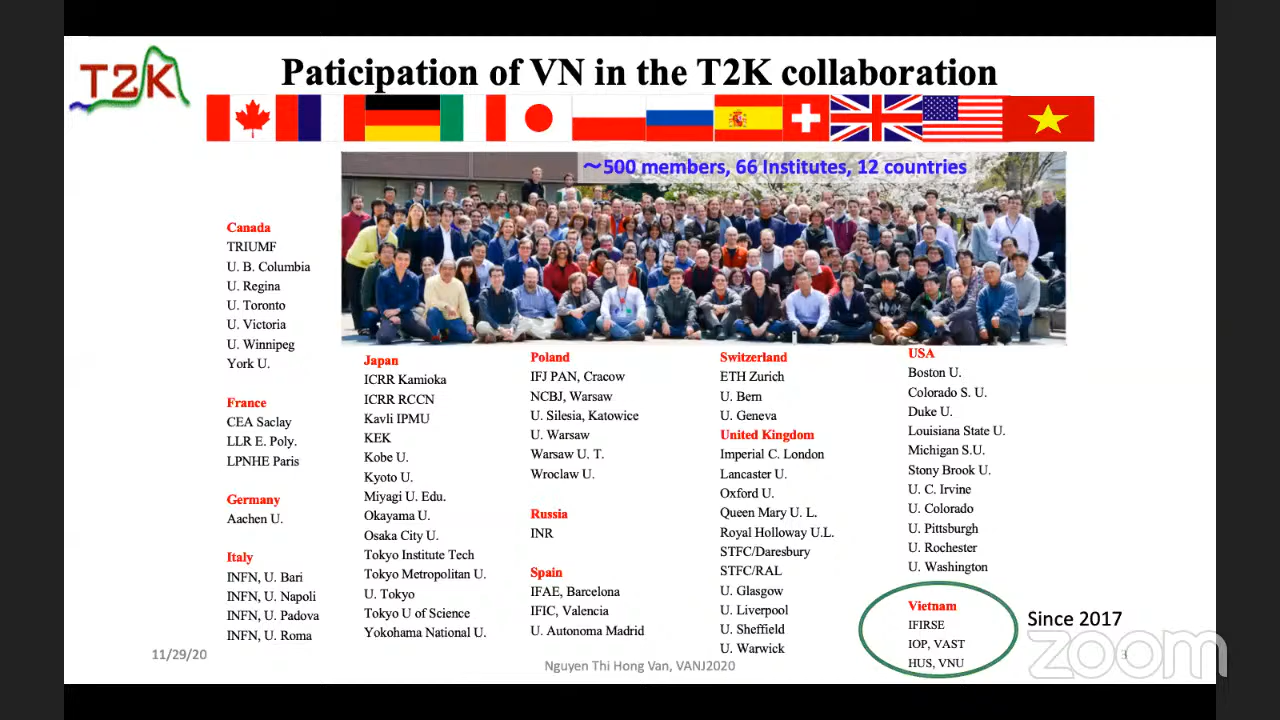 T2K
Paticipation of VN in the T2K collaboration
~500 members, 66 Institutes, 12 countries
Canada
TRIUMF
U. B. Columbia
U. Regina
U. Toronto
U. Victoria
U. Winnipeg
York U.
France
CEA Saclay
LLR E. Poly.
LPNHE Paris
Germany
Aachen U.
Italy
INFN, U. Bari
INFN, U. Napoli
INFN, U. Padova
INFN, U. Roma
Japan
ICRR Kamioka
ICRR RCCN
Kavli IPMU
KEK
Kobe U.
Kyoto U.
Miyagi U. Edu.
Okayama U.
Osaka City U.
Tokyo Institute Tech
Tokyo Metropolitan U.
U. Tokyo
Tokyo U of Science
Yokohama National U.
Poland
IFJ PAN, Cracow
NCBJ, Warsaw
U. Silesia, Katowice
U. Warsaw
Warsaw U. T.
Wroclaw U.
Russia
INR
Spain
IFAE, Barcelona
IFIC, Valencia
U. Autonoma Madrid
Switzerland
ETH Zurich
U. Bern
U. Geneva
United Kingdom
Imperial C. London
Lancaster U.
Oxford U.
Queen Mary U. L.
Royal Holloway U.L.
STFC/Daresbury
STFC/RAL
U. Glasgow
U. Liverpool
U. Sheffield
U. Warwick
USA
Boston U.
Colorado S. U.
Duke U.
Louisiana State U.
Michigan S.U.
Stony Brook U.
U. C. Irvine
U. Colorado
U. Pittsburgh
U. Rochester
U. Washington
Vietnam
IFIRSE
IOP, VAST
HUS, VNU
Since 2017
11/29/20
Nguyen Thi Hong Van, VANJ2020
3
zoom